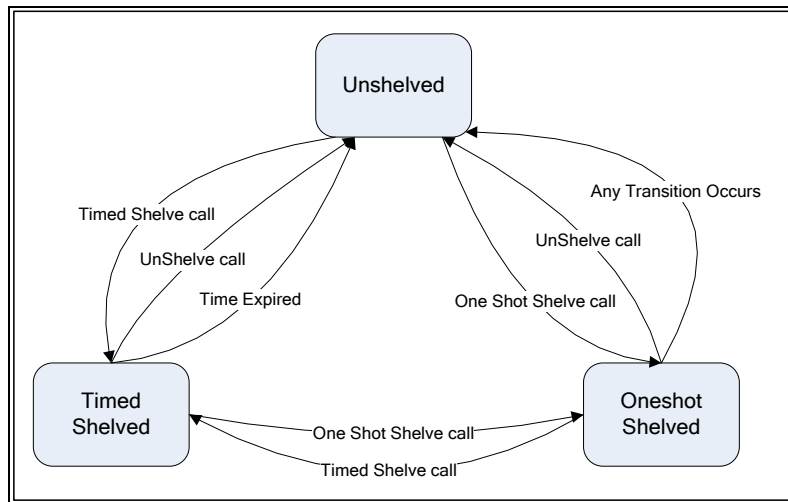 Unshelved
Timed Shelve call
Any Transition Occurs
UnShelve call
UnShelve call
Time Expired
One Shot Shelve call
Timed
Shelved
Oneshot
Shelved
One Shot Shelve call
Timed Shelve call